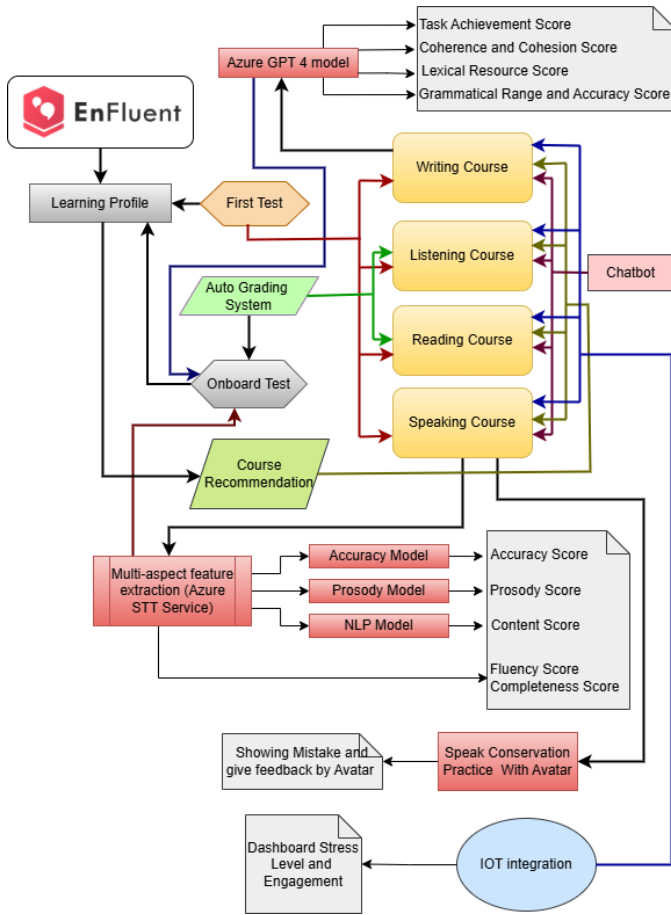 Task Achievement Score
Coherence and Cohesion Score
Lexical Resource Score
Grammatical Range and Accuracy Score
Azure GPT 4 model
EnFluent
Writing Course
Learning Profile
First Test
Listening Course
Chatbot
Auto Grading
System
Reading Course
Onboard Test
Speaking Course
Course
Recommendation
Multi-aspect feature
extraction (Azure
STT Service)
Accuracy Model
Prosody Model
NLP Model
Accuracy Score
Prosody Score
Content Score
Fluency Score
Completeness Score
Showing Mistake and
give feedback by Avatar
Speak Conservation
Practice With Avatar
Dashboard Stress
Level and
Engagement
IOT integration